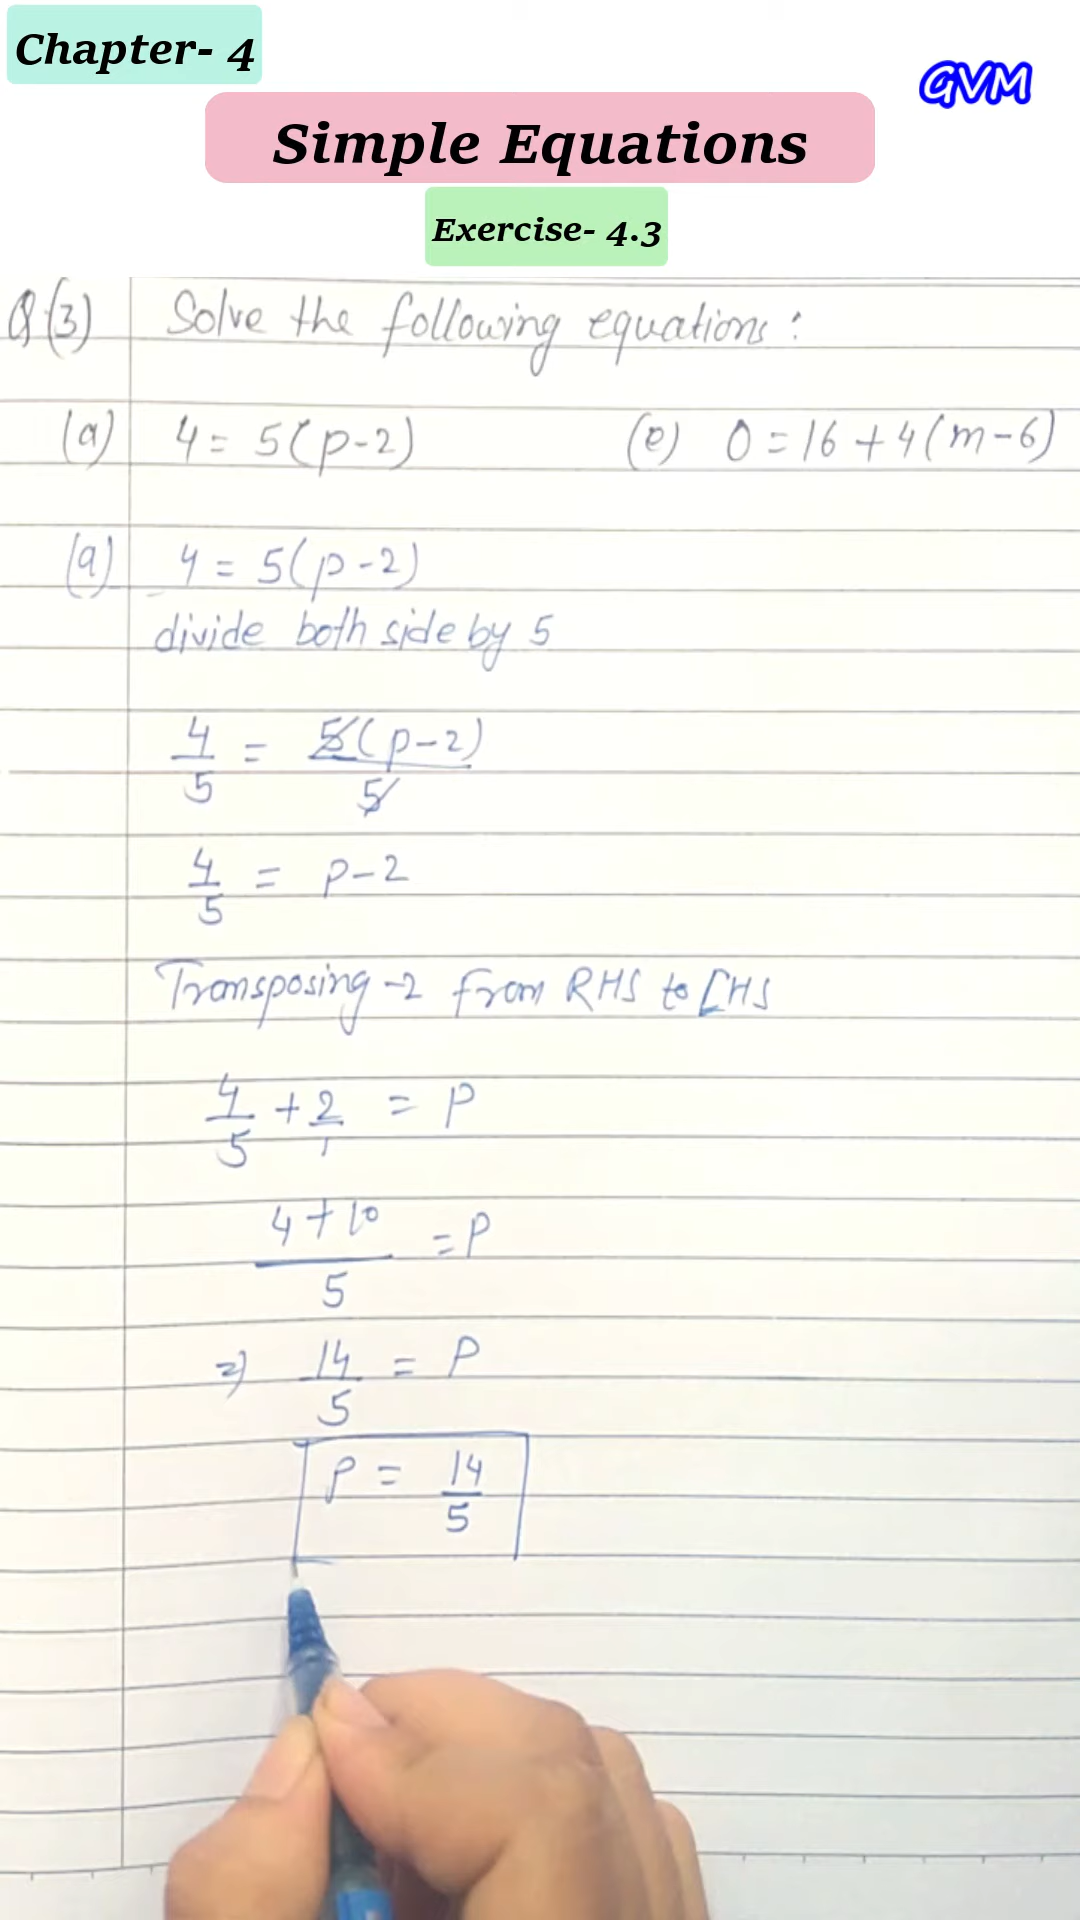 Chapter- 4
GVM
Simple Equations
Exercise- 4.3
Q(3) Solve the following equations:
(a) 4 = 5(p-2) (e) 0 = 16 + 4(m-6)
(a) 4 = 5(p-2)
divide both side by 5
4/5 = 5(p-2)/5
4/5 = p-2
Transposing -2 from RHS to LHS
4/5 + 2/1 = p
4+10/5 = p
⇒) 14/5 = p
p = 14/5